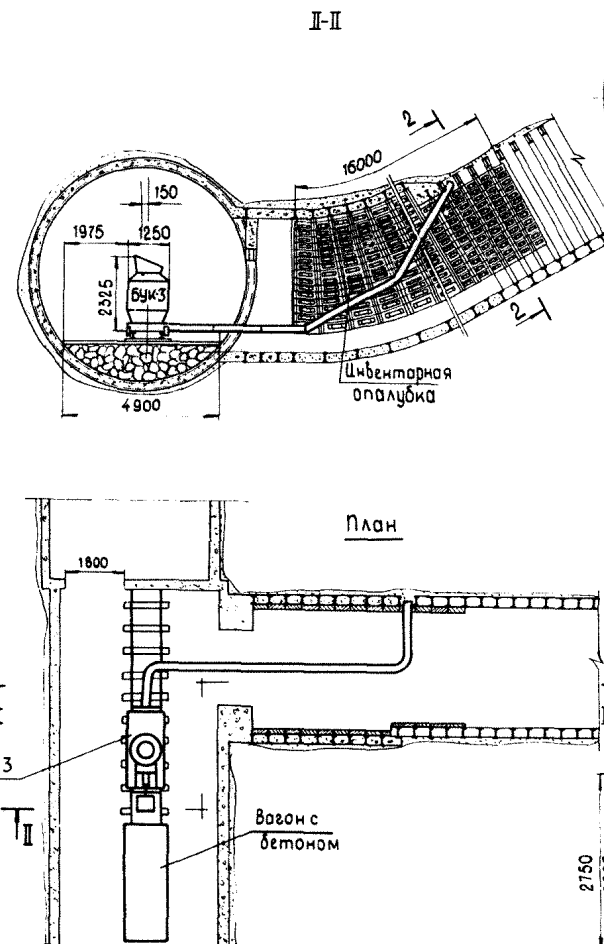 II-II
2
16000
150
1975
1250
2325
БУК-3
2
Инвентарная
опалубка
4900
План
1800
3
II
Вагон с
бетоном
2750